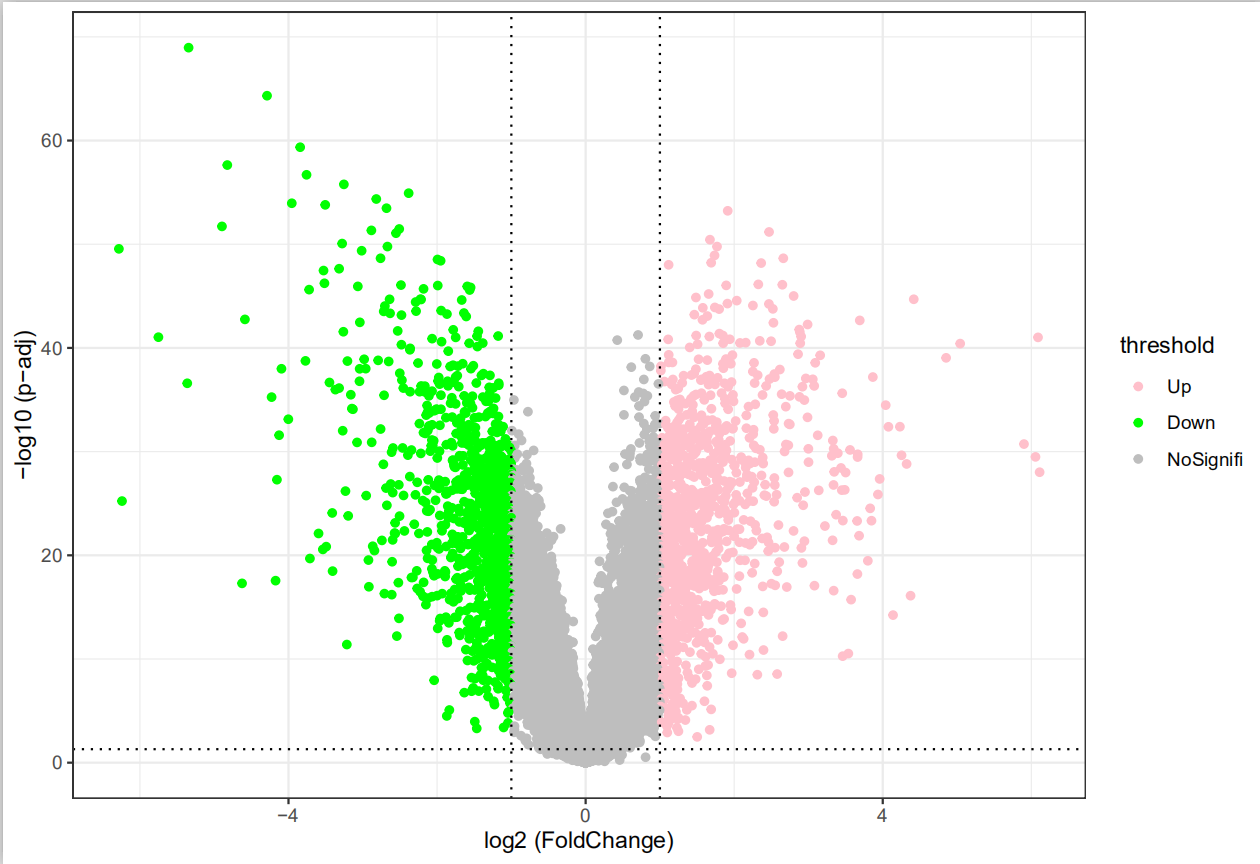 60
40
20
0
−4
0
4
log2 (FoldChange)
−log10 (p−adj)
threshold
Up
Down
NoSignifi